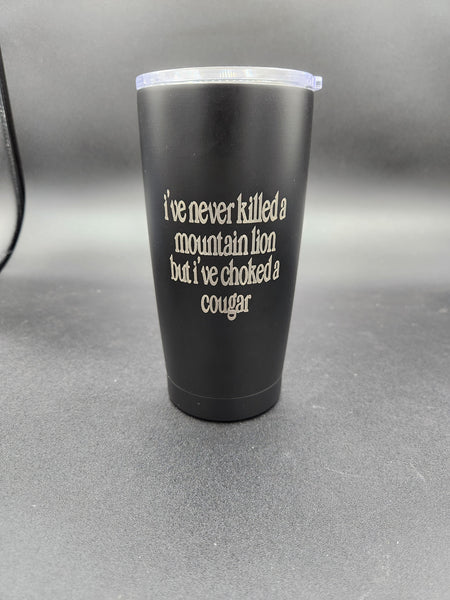 i've never killed a
mountain lion
but i've choked a
cougar